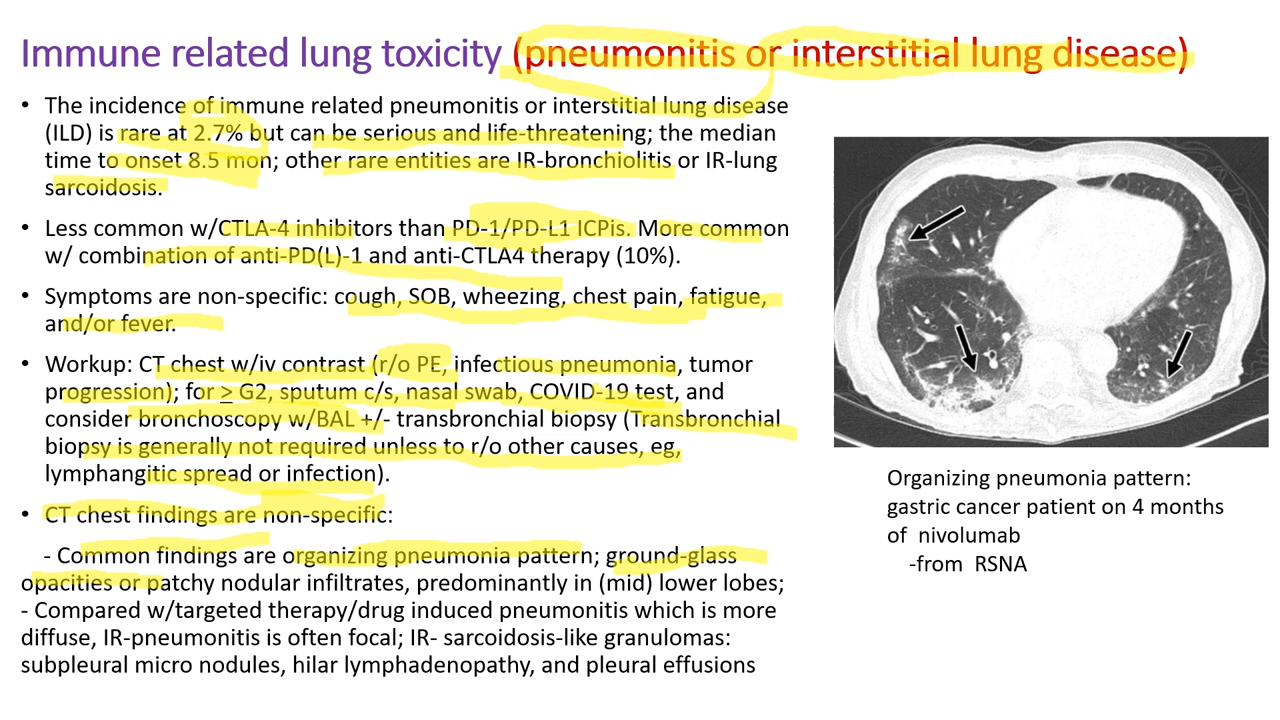 Immune related lung toxicity (pneumonitis or interstitial lung disease)
• The incidence of immune related pneumonitis or interstitial lung disease
(ILD) is rare at 2.7% but can be serious and life-threatening; the median
time to onset 8.5 mon; other rare entities are IR-bronchiolitis or IR-lung
sarcoidosis.
• Less common w/CTLA-4 inhibitors than PD-1/PD-L1 ICPis. More common
w/ combination of anti-PD(L)-1 and anti-CTLA4 therapy (10%).
• Symptoms are non-specific: cough, SOB, wheezing, chest pain, fatigue,
and/or fever.
• Workup: CT chest w/iv contrast (r/o PE, infectious pneumonia, tumor
progression); for > G2, sputum c/s, nasal swab, COVID-19 test, and
consider bronchoscopy w/BAL +/- transbronchial biopsy (Transbronchial
biopsy is generally not required unless to r/o other causes, eg,
lymphangitic spread or infection).
• CT chest findings are non-specific:
- Common findings are organizing pneumonia pattern; ground-glass
opacities or patchy nodular infiltrates, predominantly in (mid) lower lobes;
- Compared w/targeted therapy/drug induced pneumonitis which is more
diffuse, IR-pneumonitis is often focal; IR- sarcoidosis-like granulomas:
subpleural micro nodules, hilar lymphadenopathy, and pleural effusions
Organizing pneumonia pattern:
gastric cancer patient on 4 months
of nivolumab
-from RSNA